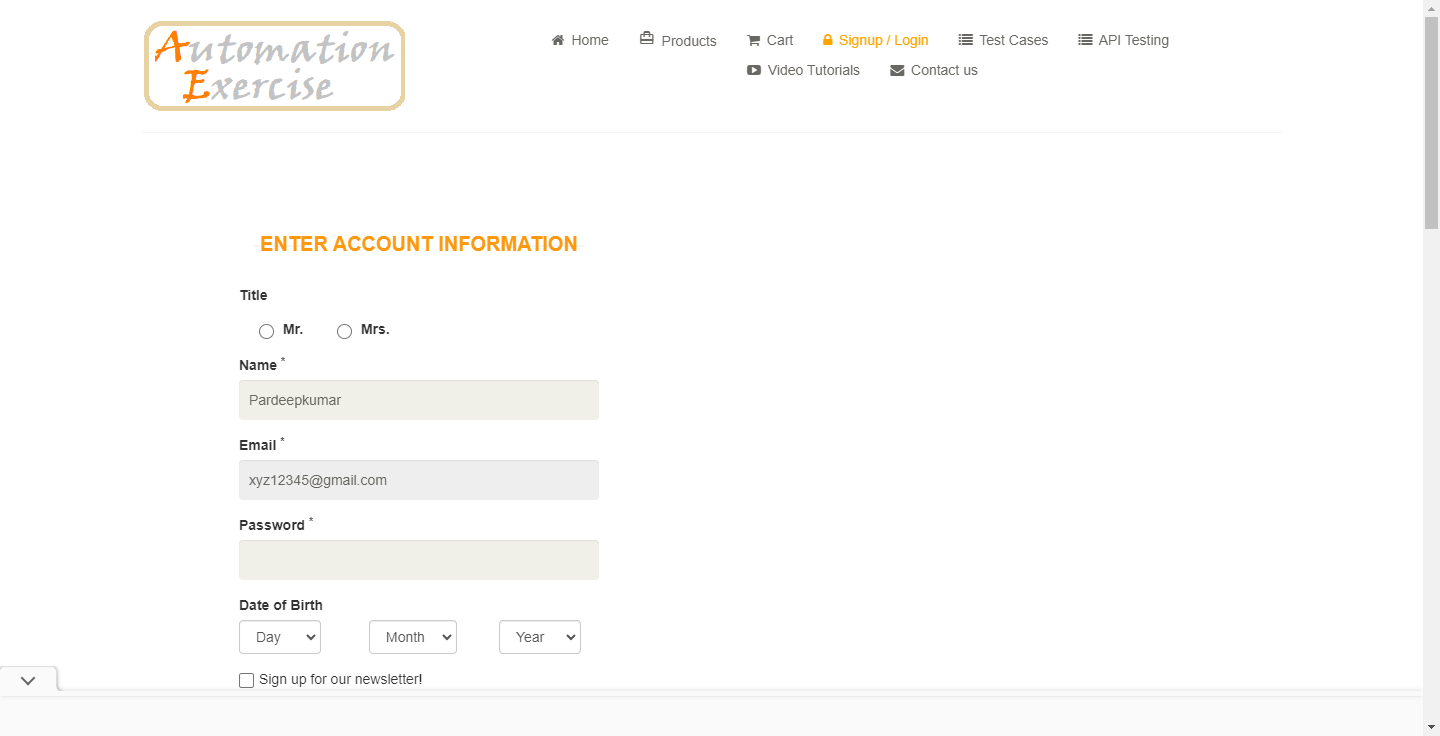 Automation
Exercise
Home Products Cart Signup / Login Test Cases API Testing
Video Tutorials Contact us
ENTER ACCOUNT INFORMATION
Title
Mr. Mrs.
Name *
Pardeepkumar
Email *
xyz12345@gmail.com
Password *
Date of Birth
Day Month Year
Sign up for our newsletter!